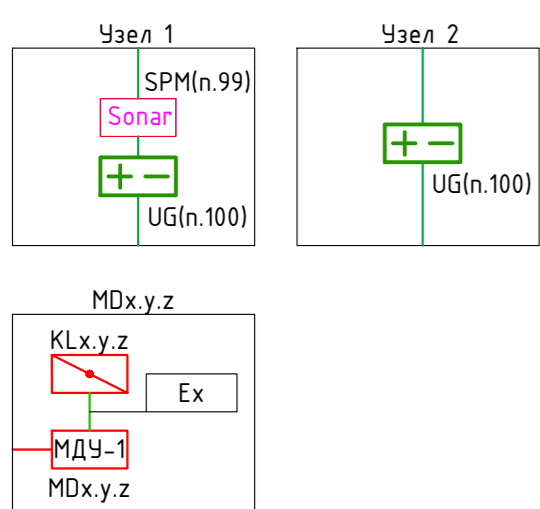 Узел 1
SPM(п.99)
Sonar
+ −
UG(п.100)
Узел 2
+ −
UG(п.100)
MDx.y.z
KLx.y.z
Ex
МДУ-1
MDx.y.z